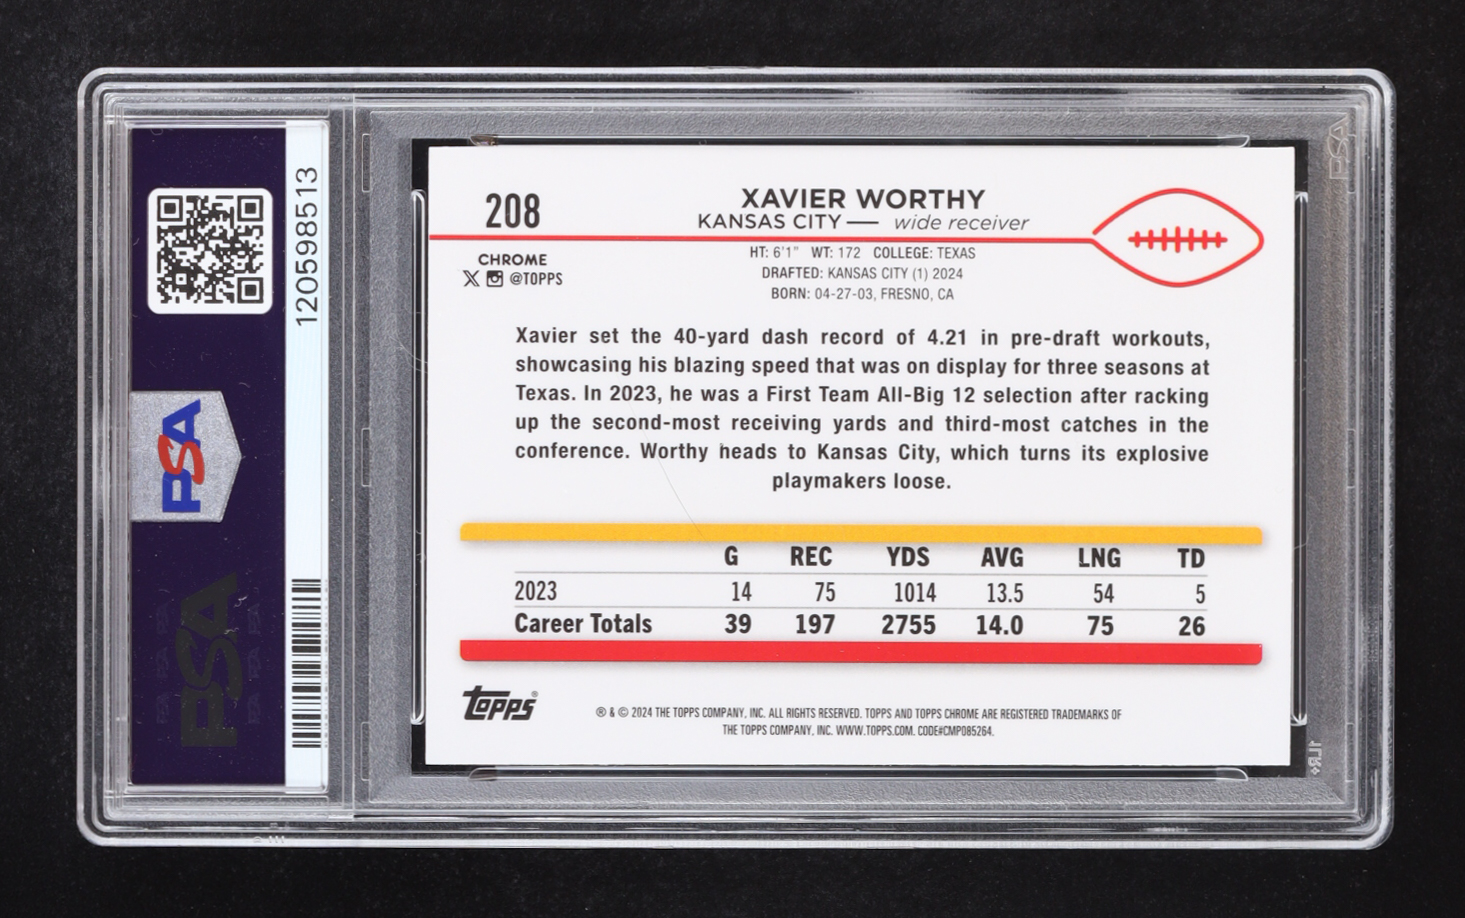 120598513
PSA
PSA
208
XAVIER WORTHY
KANSAS CITY — wide receiver
CHROME
@TOPPS
HT: 6'1" WT: 172 COLLEGE: TEXAS
DRAFTED: KANSAS CITY (1) 2024
BORN: 04-27-03, FRESNO, CA
Xavier set the 40-yard dash record of 4.21 in pre-draft workouts,
showcasing his blazing speed that was on display for three seasons at
Texas. In 2023, he was a First Team All-Big 12 selection after racking
up the second-most receiving yards and third-most catches in the
conference. Worthy heads to Kansas City, which turns its explosive
playmakers loose.
G REC YDS AVG LNG TD
2023 14 75 1014 13.5 54 5
Career Totals 39 197 2755 14.0 75 26
Topps®
® & © 2024 THE TOPPS COMPANY, INC. ALL RIGHTS RESERVED. TOPPS AND TOPPS CHROME ARE REGISTERED TRADEMARKS OF
THE TOPPS COMPANY, INC. WWW.TOPPS.COM. CODE#CMP085264.
PSA